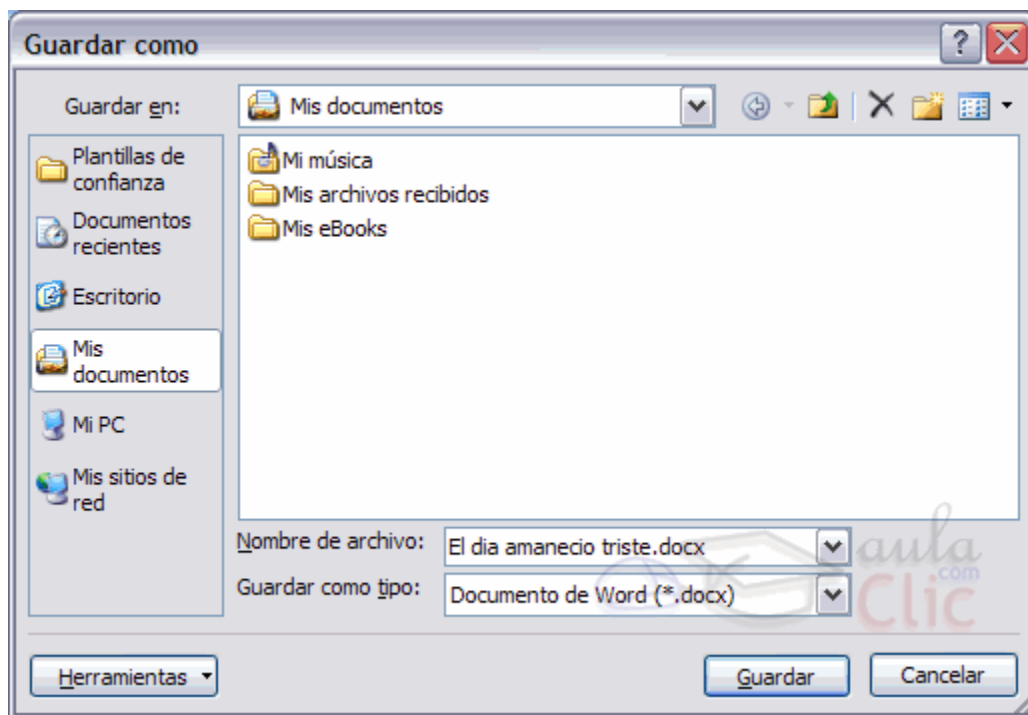 Guardar como
Guardar en:
Mis documentos
Plantillas de
confianza
Documentos
recientes
Escritorio
Mis
documentos
Mi PC
Mis sitios de
red
Mi música
Mis archivos recibidos
Mis eBooks
Nombre de archivo:
El dia amanecio triste.docx
Guardar como tipo:
Documento de Word (*.docx)
aula
.com
Clic
Herramientas
Guardar
Cancelar